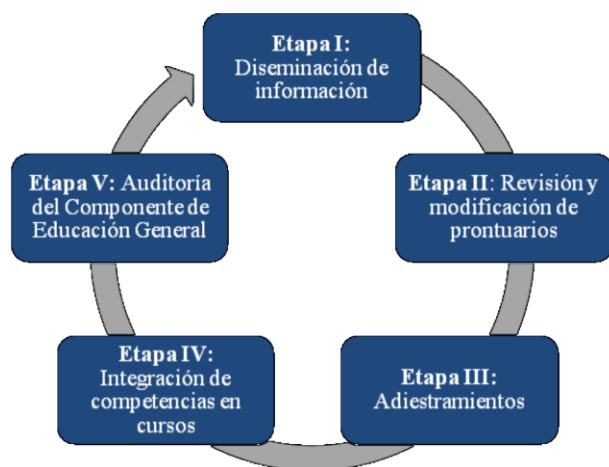 Etapa I:
Diseminación de
información
Etapa II: Revisión y
modificación de
prontuarios
Etapa III:
Adiestramientos
Etapa IV:
Integración de
competencias en
cursos
Etapa V: Auditoría
del Componente de
Educación General